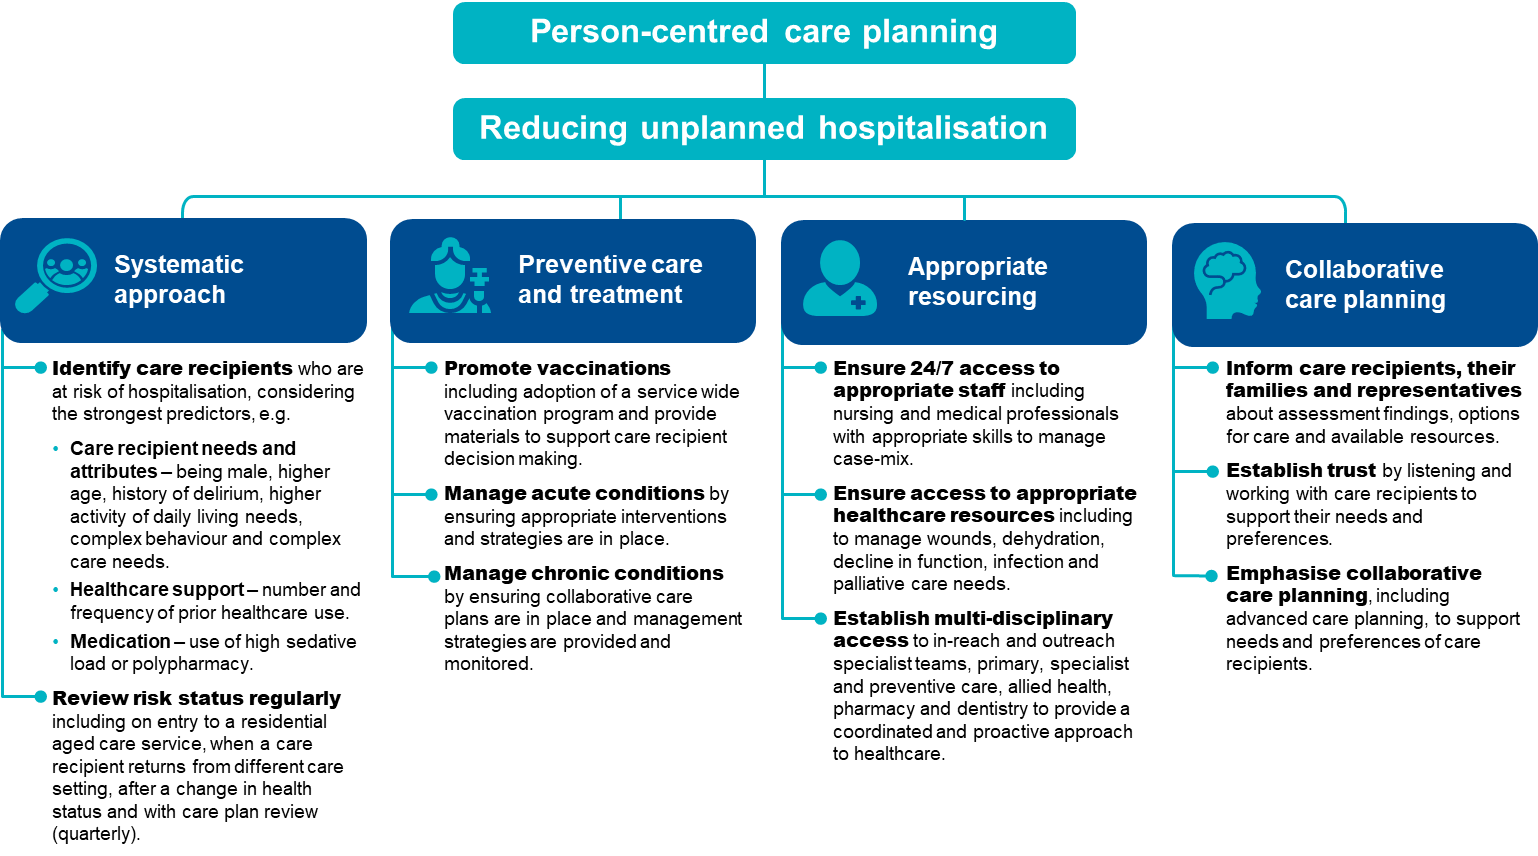 Person-centred care planning
Reducing unplanned hospitalisation
Systematic
approach
Identify care recipients who are
at risk of hospitalisation, considering
the strongest predictors, e.g.
• Care recipient needs and
attributes – being male, higher
age, history of delirium, higher
activity of daily living needs,
complex behaviour and complex
care needs.
• Healthcare support – number and
frequency of prior healthcare use.
• Medication – use of high sedative
load or polypharmacy.
Review risk status regularly
including on entry to a residential
aged care service, when a care
recipient returns from different care
setting, after a change in health
status and with care plan review
(quarterly).
Preventive care
and treatment
Promote vaccinations
including adoption of a service wide
vaccination program and provide
materials to support care recipient
decision making.
Manage acute conditions by
ensuring appropriate interventions
and strategies are in place.
Manage chronic conditions
by ensuring collaborative care
plans are in place and management
strategies are provided and
monitored.
Appropriate
resourcing
Ensure 24/7 access to
appropriate staff including
nursing and medical professionals
with appropriate skills to manage
case-mix.
Ensure access to appropriate
healthcare resources including
to manage wounds, dehydration,
decline in function, infection and
palliative care needs.
Establish multi-disciplinary
access to in-reach and outreach
specialist teams, primary, specialist
and preventive care, allied health,
pharmacy and dentistry to provide a
coordinated and proactive approach
to healthcare.
Collaborative
care planning
Inform care recipients, their
families and representatives
about assessment findings, options
for care and available resources.
Establish trust by listening and
working with care recipients to
support their needs and
preferences.
Emphasise collaborative
care planning, including
advanced care planning, to support
needs and preferences of care
recipients.